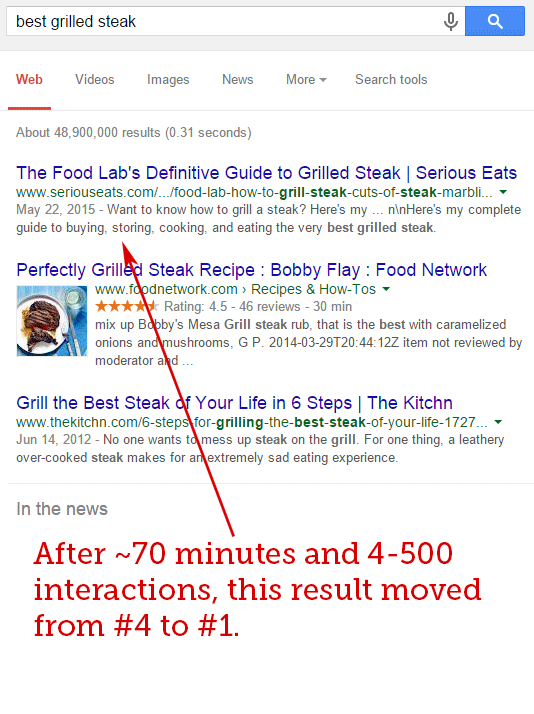 best grilled steak
Web Videos Images News More Search tools
About 48,900,000 results (0.31 seconds)
The Food Lab's Definitive Guide to Grilled Steak | Serious Eats
www.seriouseats.com/.../food-lab-how-to-grill-steak-cuts-of-steak-marbli...
May 22, 2015 - Want to know how to grill a steak? Here's my ... n\nHere's my complete
guide to buying, storing, cooking, and eating the very best grilled steak.
Perfectly Grilled Steak Recipe : Bobby Flay : Food Network
www.foodnetwork.com › Recipes & How-Tos
Rating: 4.5 - 46 reviews - 30 min
mix up Bobby's Mesa Grill steak rub, that is the best with caramelized
onions and mushrooms, G P. 2014-03-29T20:44:12Z item not reviewed by
moderator and ...
Grill the Best Steak of Your Life in 6 Steps | The Kitchn
www.thekitchn.com/6-steps-for-grilling-the-best-steak-of-your-life-1727...
Jun 14, 2012 - No one wants to mess up steak on the grill. For one thing, a leathery
over-cooked steak makes for an extremely sad eating experience.
In the news
After ~70 minutes and 4-500
interactions, this result moved
from #4 to #1.